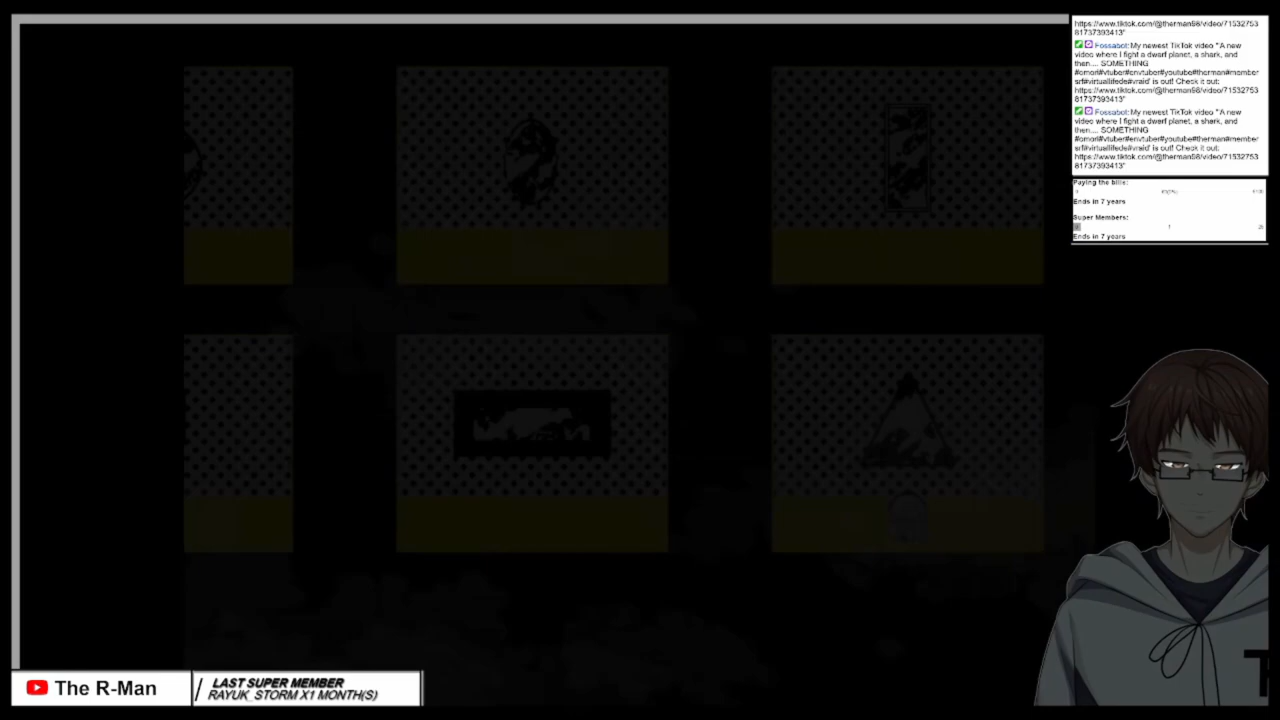 https://www.tiktok.com/@therman98/video/71532753
81737393413"
Fossabot: My newest TikTok video "A new
video where I fight a dwarf planet, a shark, and
then.... SOMETHING
#omori#vtuber#envtuber#youtube#therman#member
srf#virtuallifede#vraid' is out! Check it out:
https://www.tiktok.com/@therman98/video/71532753
81737393413"
Fossabot: My newest TikTok video "A new
video where I fight a dwarf planet, a shark, and
then.... SOMETHING
#omori#vtuber#envtuber#youtube#therman#member
srf#virtuallifede#vraid' is out! Check it out:
https://www.tiktok.com/@therman98/video/71532753
81737393413"
Paying the bills:
Ends in 7 years
Super Members:
Ends in 7 years
The R-Man
LAST SUPER MEMBER
RAYUK_STORM X1 MONTH(S)